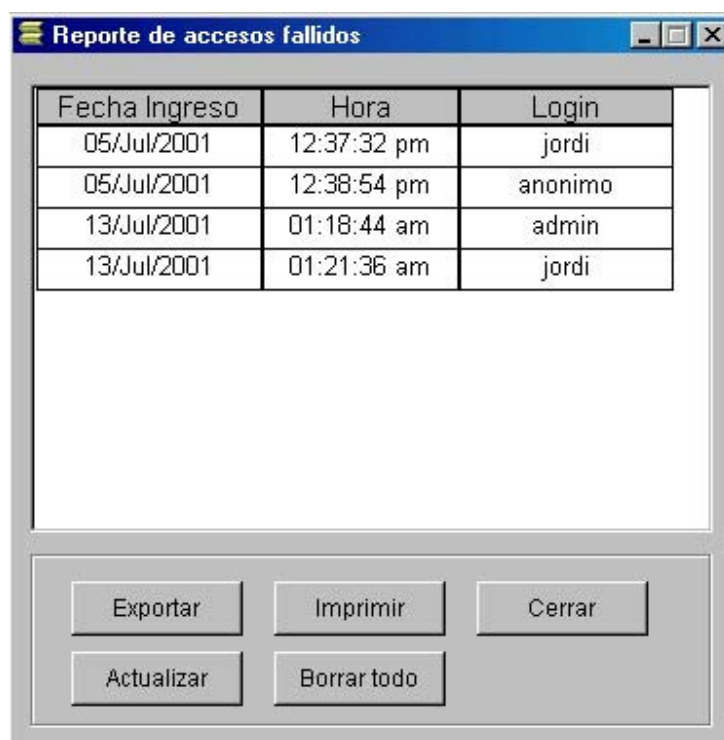 Reporte de accesos fallidos
Fecha Ingreso Hora Login
05/Jul/2001 12:37:32 pm jordi
05/Jul/2001 12:38:54 pm anonimo
13/Jul/2001 01:18:44 am admin
13/Jul/2001 01:21:36 am jordi
Exportar Imprimir Cerrar
Actualizar Borrar todo